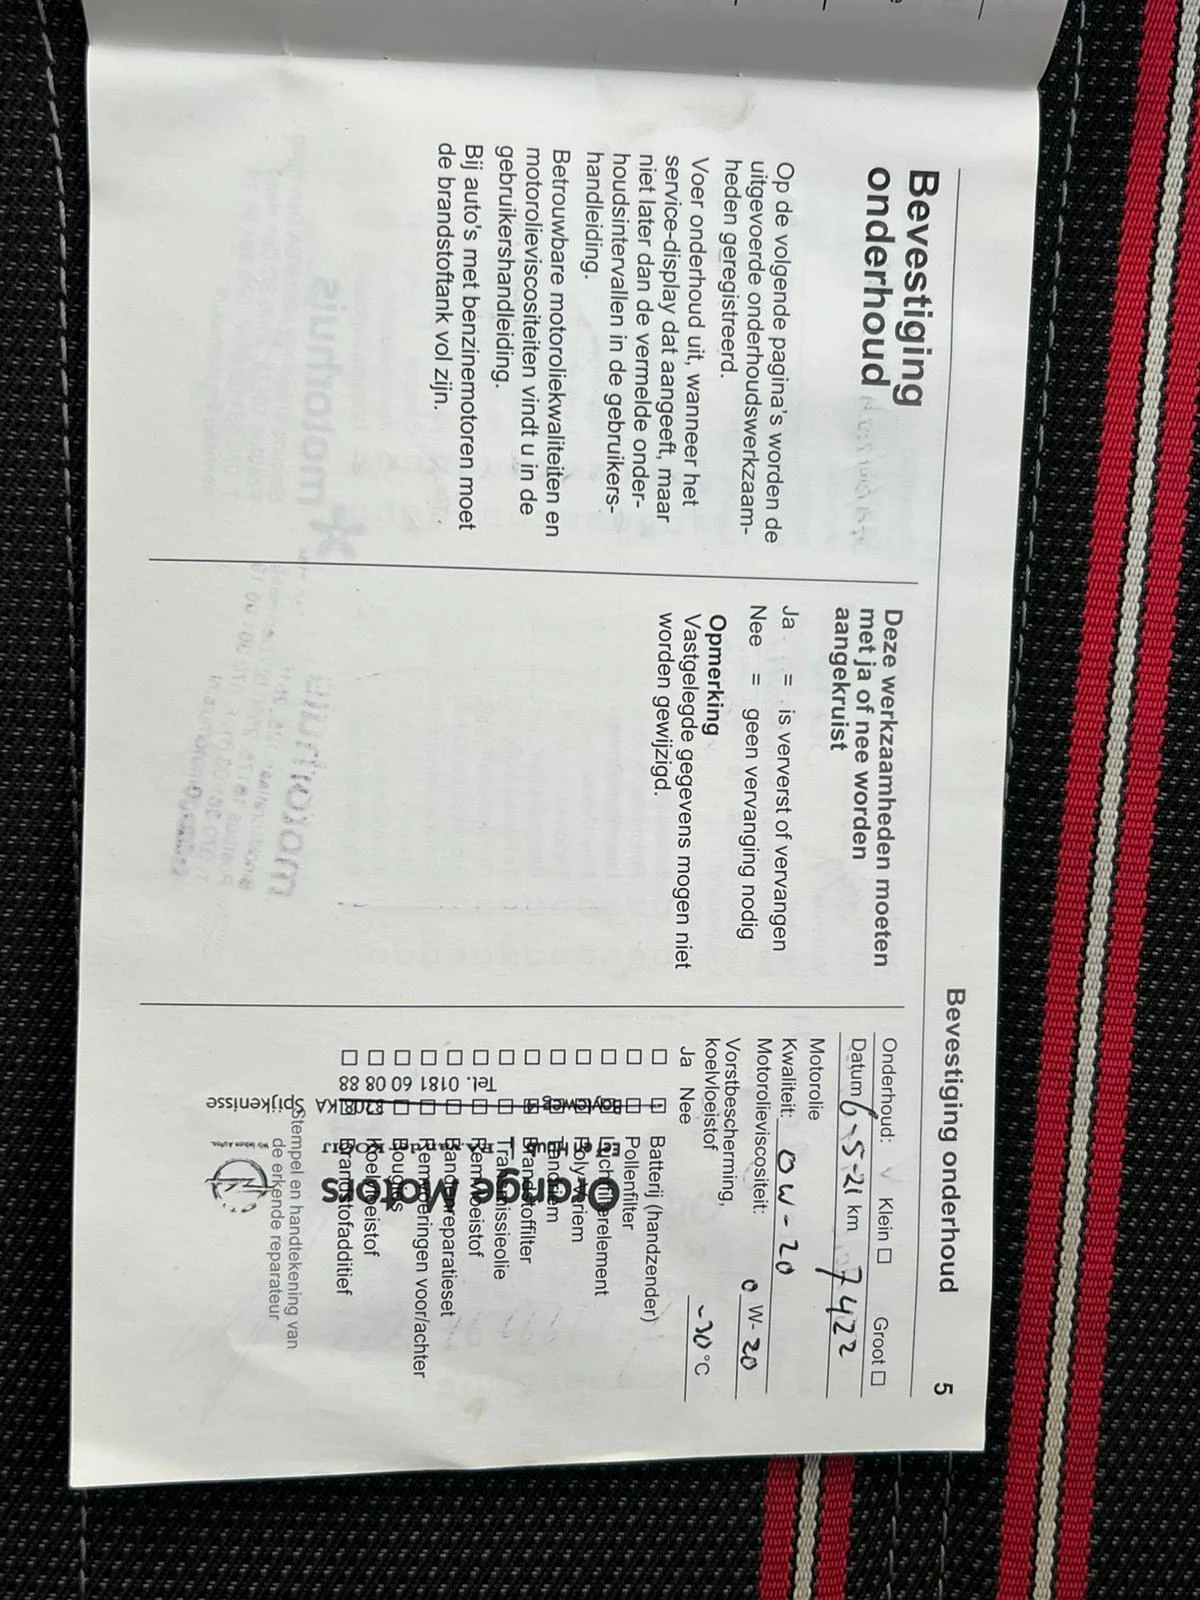 Bevestiging onderhoud 5
Bevestiging
onderhoud
Op de volgende pagina's worden de
uitgevoerde onderhoudswerkzaam-
heden geregistreerd.
Voer onderhoud uit, wanneer het
service-display dat aangeeft, maar
niet later dan de vermelde onder-
houdsintervallen in de gebruikers-
handleiding.
Betrouwbare motoroliekwaliteiten en
motorolieviscositeiten vindt u in de
gebruikershandleiding.
Bij auto's met benzinemotoren moet
de brandstoftank vol zijn.
Deze werkzaamheden moeten
met ja of nee worden
aangekruist
Ja = is ververst of vervangen
Nee = geen vervanging nodig
Opmerking
Vastgelegde gegevens mogen niet
worden gewijzigd.
Onderhoud: Klein □ Groot □
Datum 6-5-21 km 7422
Motorolie
Kwaliteit: 0W-20
Motorolieviscositeit: 0 W-20
Vorstbescherming,
koelvloeistof -30 °C
Ja Nee
□ □ Batterij (handzender)
□ □ Pollenfilter
□ □ Luchtfilterelement
□ □ Poly-V-riem
□ □ Tandriem
□ □ Brandstoffilter
□ □ Transmissieolie
□ □ Remvloeistof
□ □ Bandenreparatieset
□ □ Remvoeringen voor/achter
□ □ Bougies
□ □ Koelvloeistof
□ □ Brandstofadditief
Stempel en handtekening van
de erkende reparateur
Orange Motors
Spijkenisse
Tel. 0181 60 08 88